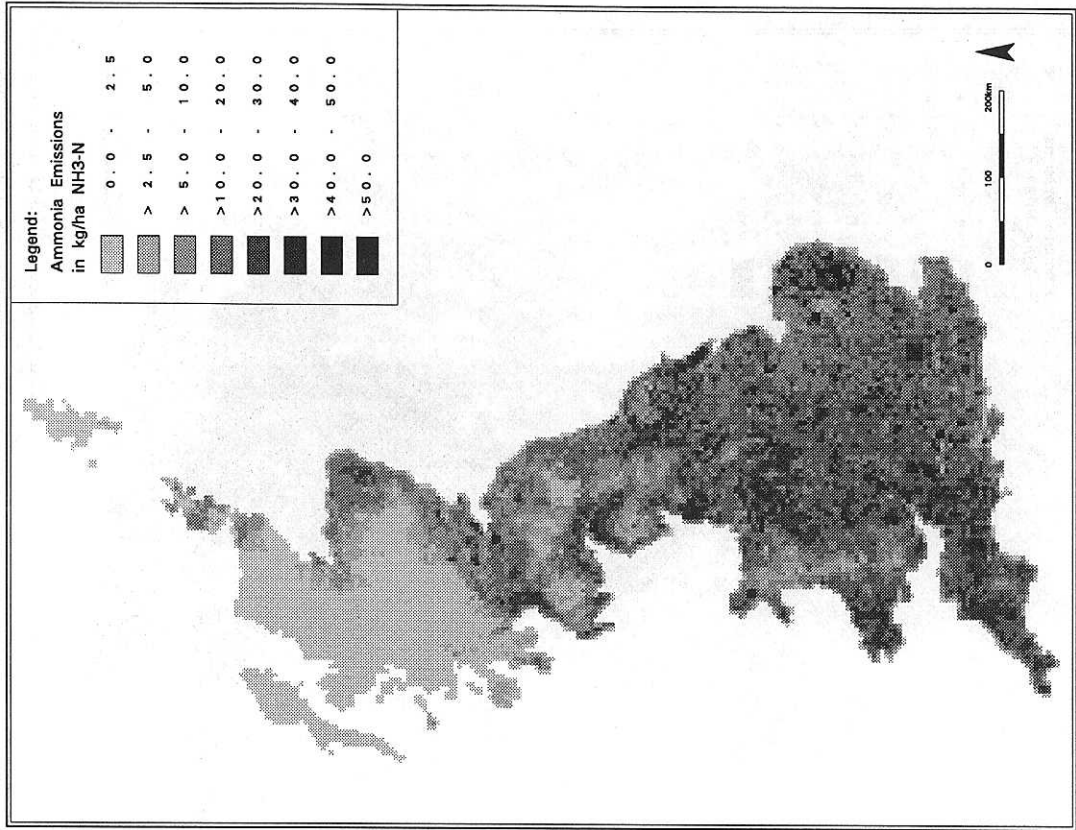 Legend:
Ammonia Emissions
in kg/ha NH3-N
0.0 - 2.5
>2.5 - 5.0
>5.0 - 10.0
>10.0 - 20.0
>20.0 - 30.0
>30.0 - 40.0
>40.0 - 50.0
>50.0
0 100 200km